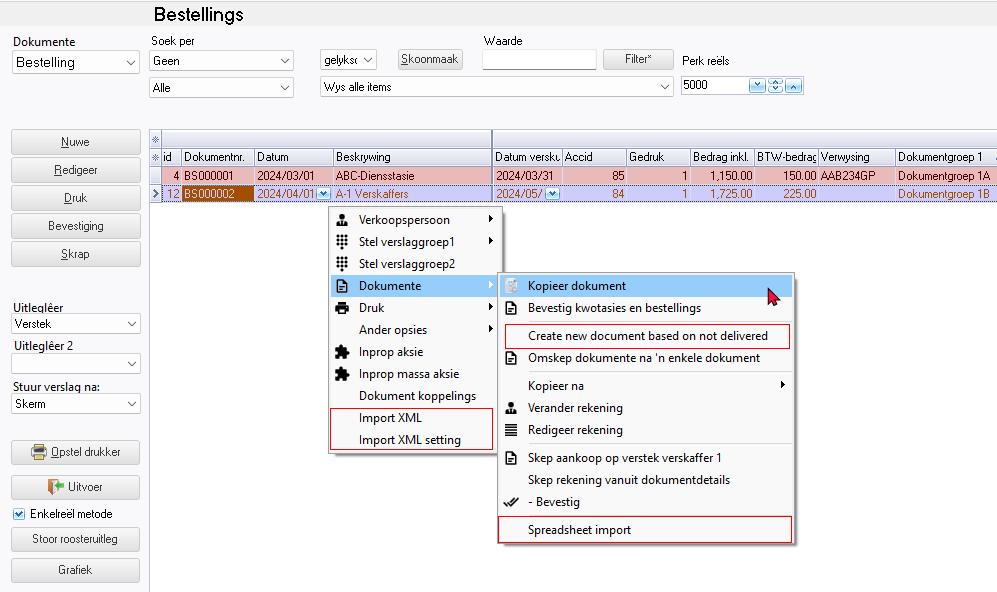 Bestellings
Dokumente
Bestelling
Soek per
Geen
Alle
gelyks
Skoonmaak
Wys alle items
Waarde
Filter*
Perk reëls
5000
Nuwe
Redigeer
Druk
Bevestiging
Skrap
Uitleglêer
Verstek
Uitleglêer 2
Stuur verslag na:
Skerm
Opstel drukker
Uitvoer
Enkelreël metode
Stoor roosteruitleg
Grafiek
id Dokumentnr. Datum Beskrywing Datum versku Accid Gedruk Bedrag inkl. BTW-bedrag Verwysing Dokumentgroep 1
4 BS000001 2024/03/01 ABC-Diensstasie 2024/03/31 85 1 1,150.00 150.00 AAB234GP Dokumentgroep 1A
12 BS000002 2024/04/01 A-1 Verskaffers 2024/05/ 84 1 1,725.00 225.00 Dokumentgroep 1B
Verkoopspersoon
Stel verslaggroep1
Stel verslaggroep2
Dokumente
Druk
Ander opsies
Inprop aksie
Inprop massa aksie
Dokument koppelings
Import XML
Import XML setting
Kopieer dokument
Bevestig kwotasies en bestellings
Create new document based on not delivered
Omskep dokumente na 'n enkele dokument
Kopieer na
Verander rekening
Redigeer rekening
Skep aankoop op verstek verskaffer 1
Skep rekening vanuit dokumentdetails
- Bevestig
Spreadsheet import